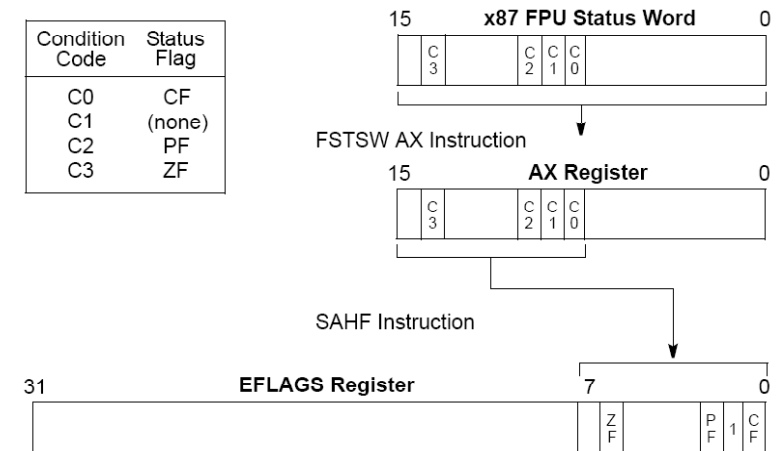 15 x87 FPU Status Word 0
Condition Status
Code Flag
C0 CF
C1 (none)
C2 PF
C3 ZF
C3 C2 C1 C0
FSTSW AX Instruction
15 AX Register 0
C3 C2 C1 C0
SAHF Instruction
31 EFLAGS Register 7 0
ZF PF 1 CF